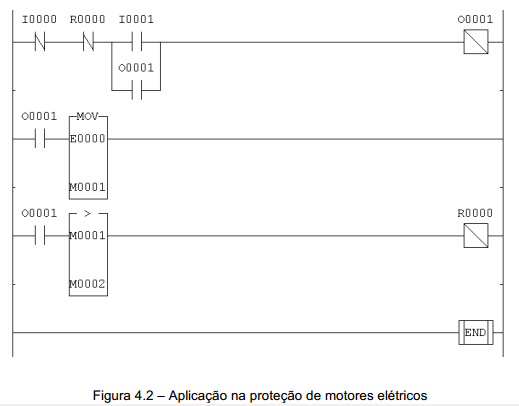 I0000 R0000 I0001 O0001
O0001
O0001 MOV
E0000
M0001
O0001 > R0000
M0001
M0002
END
Figura 4.2 – Aplicação na proteção de motores elétricos